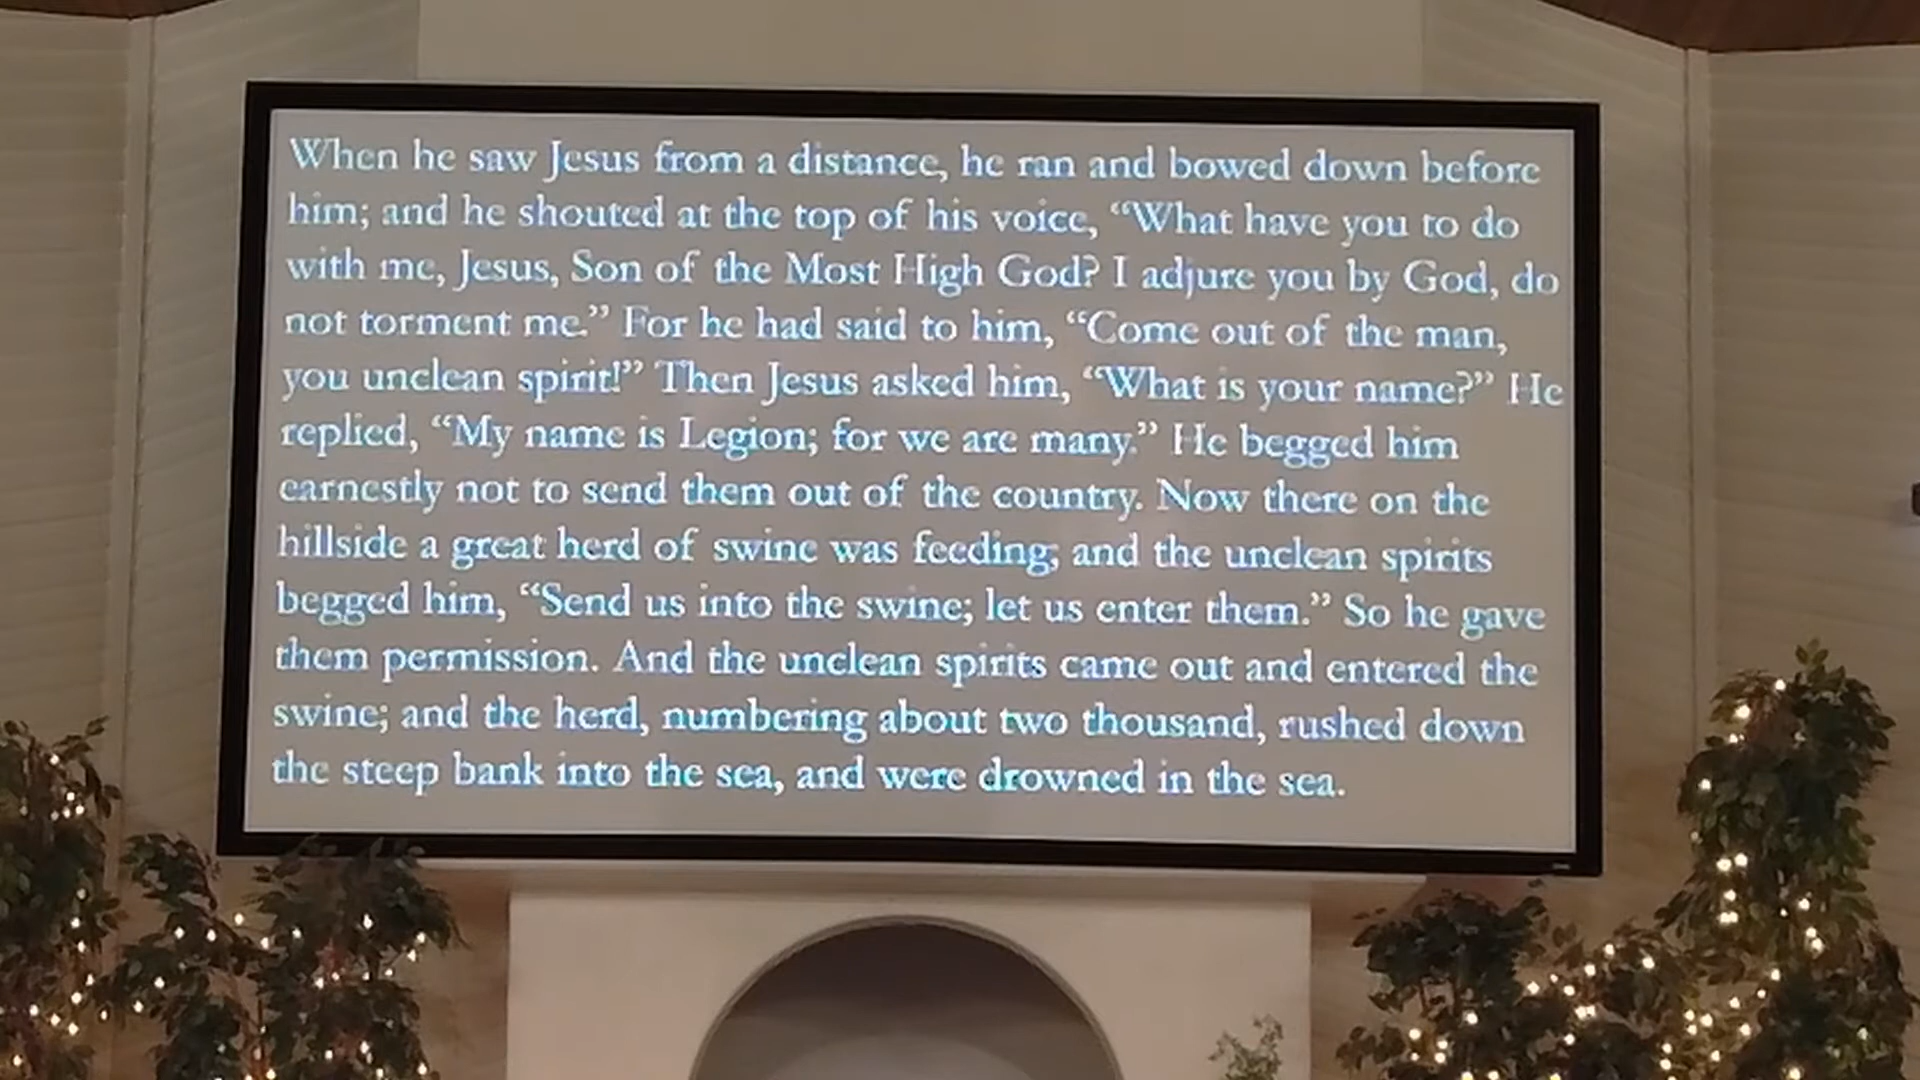 When he saw Jesus from a distance, he ran and bowed down before
him; and he shouted at the top of his voice, “What have you to do
with me, Jesus, Son of the Most High God? I adjure you by God, do
not torment me.” For he had said to him, “Come out of the man,
you unclean spirit!” Then Jesus asked him, “What is your name?” He
replied, “My name is Legion; for we are many.” He begged him
earnestly not to send them out of the country. Now there on the
hillside a great herd of swine was feeding; and the unclean spirits
begged him, “Send us into the swine; let us enter them.” So he gave
them permission. And the unclean spirits came out and entered the
swine; and the herd, numbering about two thousand, rushed down
the steep bank into the sea, and were drowned in the sea.